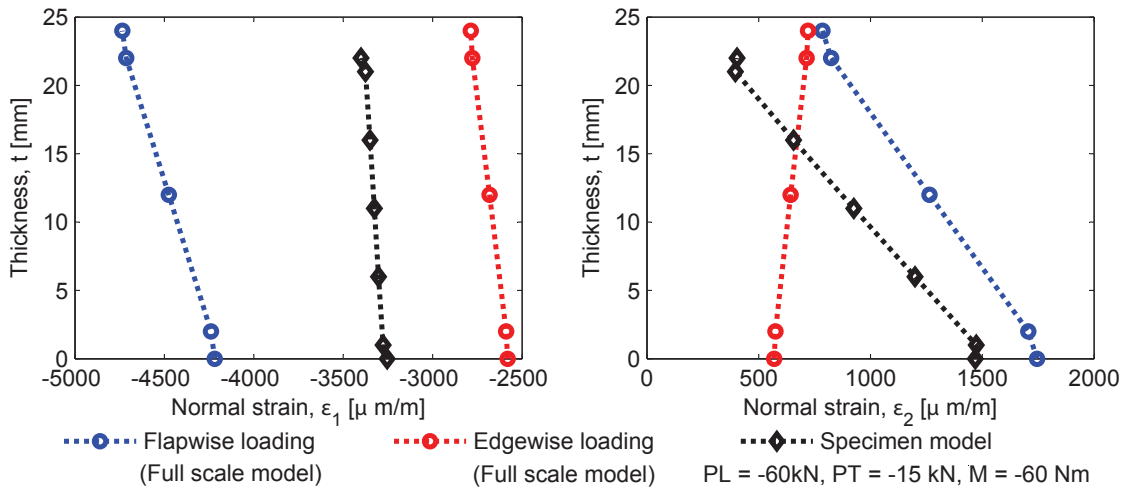 25
20
15
10
5
0
Thickness, t [mm]
-5000 -4500 -4000 -3500 -3000 -2500
Normal strain, ε1 [μ m/m]
25
20
15
10
5
0
Thickness, t [mm]
0 500 1000 1500 2000
Normal strain, ε2 [μ m/m]
Flapwise loading
(Full scale model)
Edgewise loading
(Full scale model)
Specimen model
PL = -60kN, PT = -15 kN, M = -60 Nm